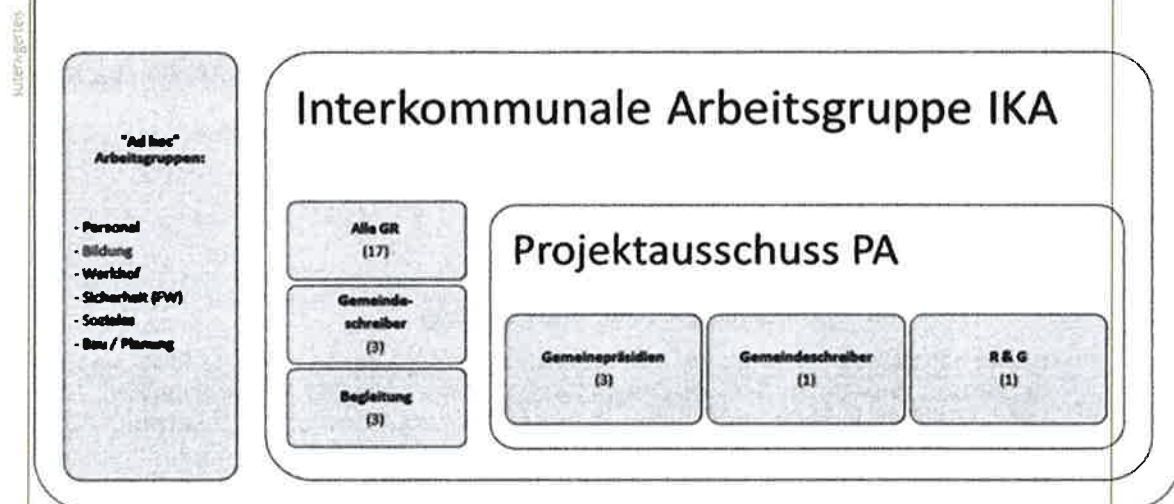 "Ad hoc"
Arbeitsgruppen:
- Personal
- Bildung
- Werkhof
- Sicherheit (FW)
- Soziales
- Bau / Planung
Interkommunale Arbeitsgruppe IKA
Alle GR
(17)
Gemeinde-
schreiber
(3)
Begleitung
(3)
Projektausschuss PA
Gemeinepräsidien
(3)
Gemeindeschreiber
(1)
R & G
(1)